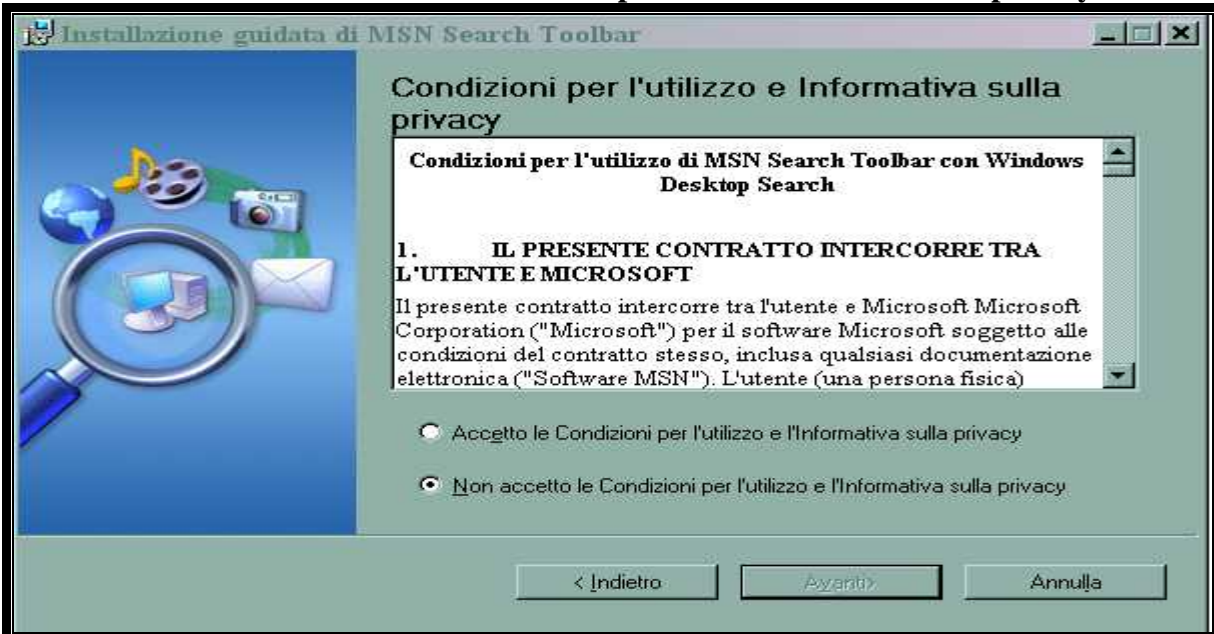 Installazione guidata di MSN Search Toolbar
Condizioni per l'utilizzo e Informativa sulla
privacy
Condizioni per l'utilizzo di MSN Search Toolbar con Windows
Desktop Search
1. IL PRESENTE CONTRATTO INTERCORRE TRA
L'UTENTE E MICROSOFT
Il presente contratto intercorre tra l'utente e Microsoft Microsoft
Corporation ("Microsoft") per il software Microsoft soggetto alle
condizioni del contratto stesso, inclusa qualsiasi documentazione
elettronica ("Software MSN"). L'utente (una persona fisica)
Accetto le Condizioni per l'utilizzo e l'Informativa sulla privacy
Non accetto le Condizioni per l'utilizzo e l'Informativa sulla privacy
< Indietro
Avanti>
Annulla